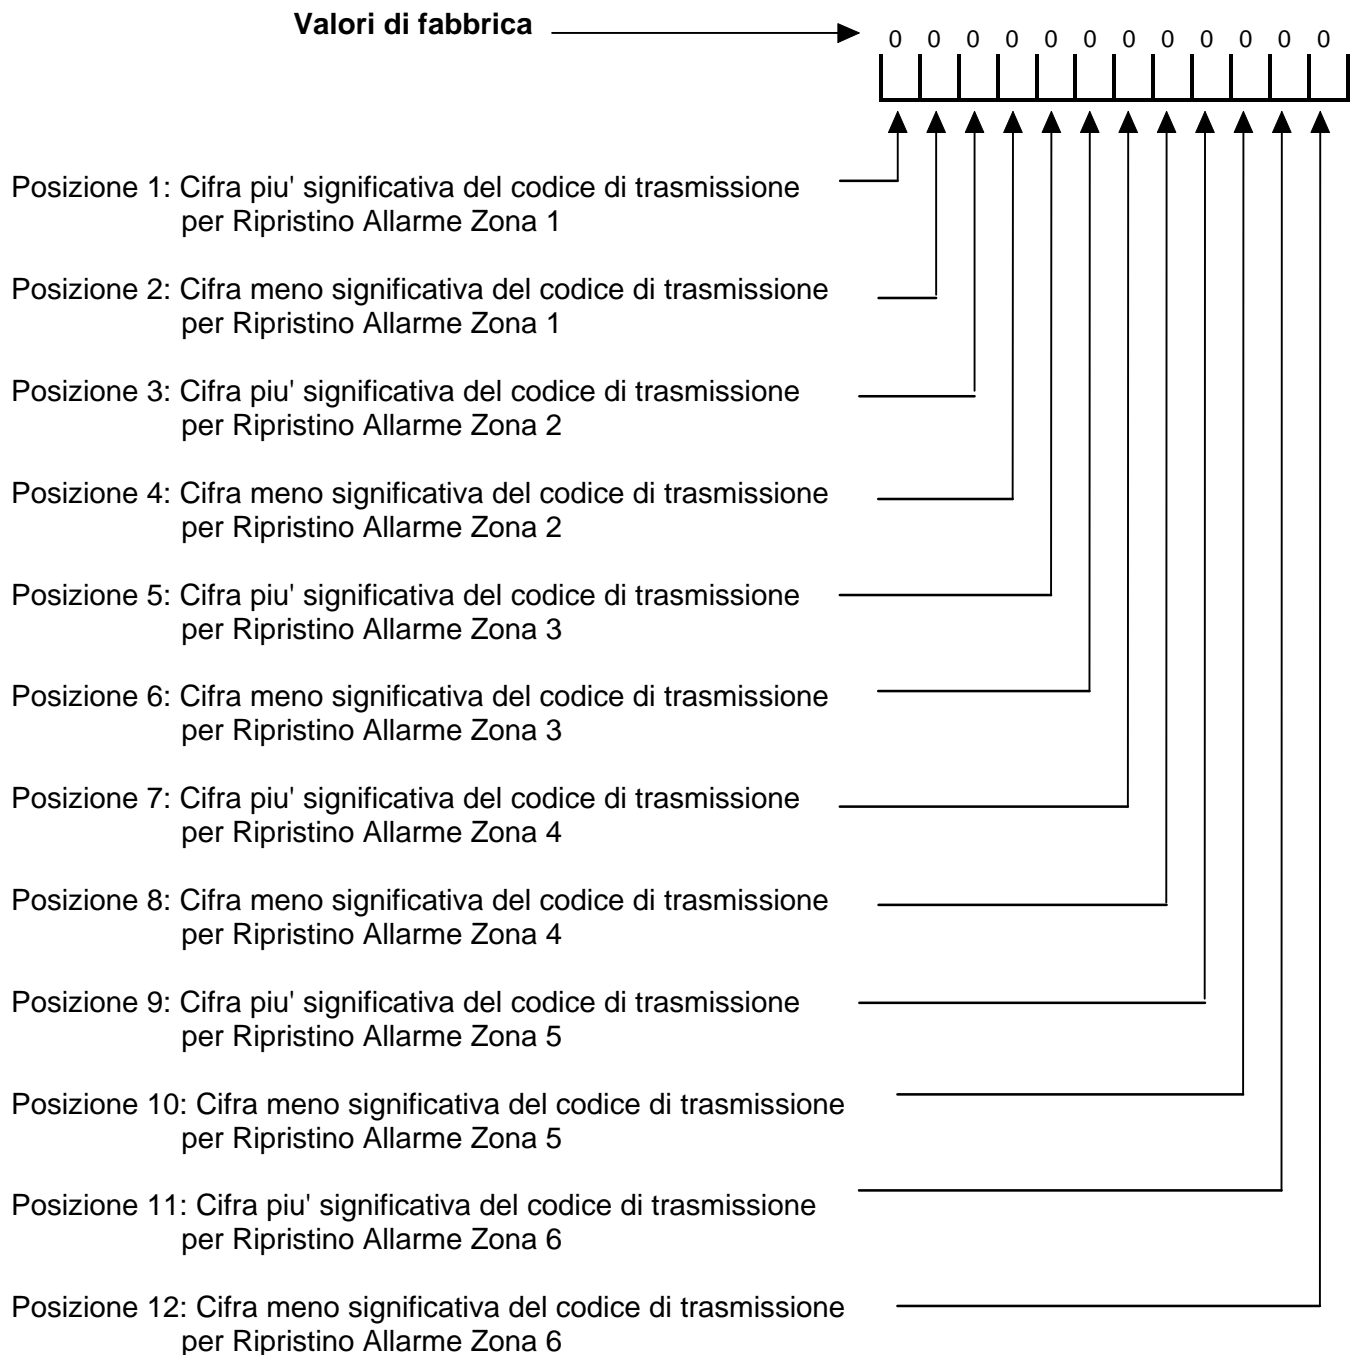 Valori di fabbrica
0 0 0 0 0 0 0 0 0 0 0 0
Posizione 1: Cifra piu' significativa del codice di trasmissione
per Ripristino Allarme Zona 1
Posizione 2: Cifra meno significativa del codice di trasmissione
per Ripristino Allarme Zona 1
Posizione 3: Cifra piu' significativa del codice di trasmissione
per Ripristino Allarme Zona 2
Posizione 4: Cifra meno significativa del codice di trasmissione
per Ripristino Allarme Zona 2
Posizione 5: Cifra piu' significativa del codice di trasmissione
per Ripristino Allarme Zona 3
Posizione 6: Cifra meno significativa del codice di trasmissione
per Ripristino Allarme Zona 3
Posizione 7: Cifra piu' significativa del codice di trasmissione
per Ripristino Allarme Zona 4
Posizione 8: Cifra meno significativa del codice di trasmissione
per Ripristino Allarme Zona 4
Posizione 9: Cifra piu' significativa del codice di trasmissione
per Ripristino Allarme Zona 5
Posizione 10: Cifra meno significativa del codice di trasmissione
per Ripristino Allarme Zona 5
Posizione 11: Cifra piu' significativa del codice di trasmissione
per Ripristino Allarme Zona 6
Posizione 12: Cifra meno significativa del codice di trasmissione
per Ripristino Allarme Zona 6